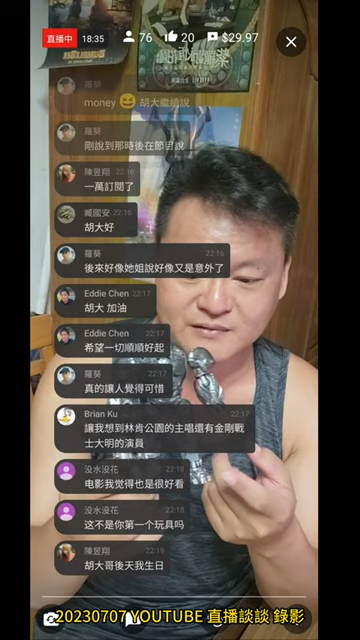 直播中
18:35
76
20
$29.97
羅葵
money 😆 胡大繼續說
羅葵
剛說到那時後在節目說
陳昱翔 22:16
一萬訂閱了
臧國安 22:16
胡大好
羅葵 22:16
後來好像她姐說好像又是意外了
Eddie Chen 22:17
胡大 加油
Eddie Chen 22:17
希望一切順順好起
羅葵 22:17
真的讓人覺得可惜
Brian Ku 22:17
讓我想到林肯公園的主唱還有金剛戰
士大明的演員
没水没花 22:18
电影我觉得也是很好看
没水没花 22:18
这不是你第一个玩具吗
陳昱翔 22:19
胡大哥後天我生日
20230707 YOUTUBE 直播談談 錄影